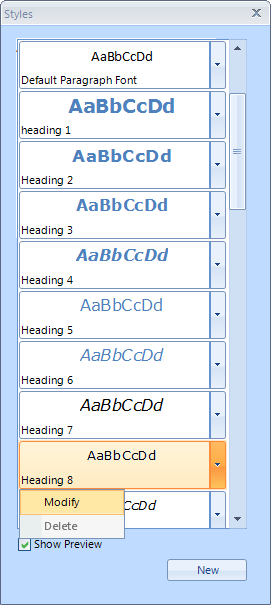 Styles
AaBbCcDd
Default Paragraph Font
AaBbCcDd
heading 1
AaBbCcDd
Heading 2
AaBbCcDd
Heading 3
AaBbCcDd
Heading 4
AaBbCcDd
Heading 5
AaBbCcDd
Heading 6
AaBbCcDd
Heading 7
AaBbCcDd
Heading 8
AaBbCcDd
Modify
Delete
Show Preview
New